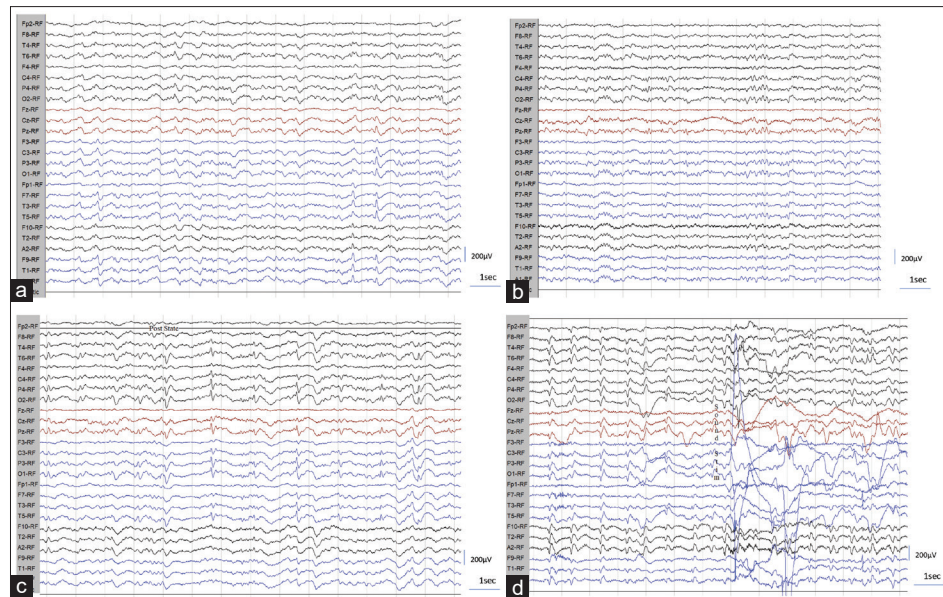 Fp2-RF
F8-RF
T4-RF
T6-RF
F4-RF
C4-RF
P4-RF
O2-RF
Fz-RF
Cz-RF
Pz-RF
F3-RF
C3-RF
P3-RF
O1-RF
Fp1-RF
F7-RF
T3-RF
T5-RF
F10-RF
T2-RF
A2-RF
F9-RF
T1-RF
-RF
200µV
1sec
a
Fp2-RF
F8-RF
T4-RF
T6-RF
F4-RF
C4-RF
P4-RF
O2-RF
Fz-RF
Cz-RF
Pz-RF
F3-RF
C3-RF
P3-RF
O1-RF
Fp1-RF
F7-RF
T3-RF
T5-RF
F10-RF
T2-RF
A2-RF
F9-RF
T1-RF
A1-RF
200µV
1sec
b
Post State
Fp2-RF
F8-RF
T4-RF
T6-RF
F4-RF
C4-RF
P4-RF
O2-RF
Fz-RF
Cz-RF
Pz-RF
F3-RF
C3-RF
P3-RF
O1-RF
Fp1-RF
F7-RF
T3-RF
T5-RF
F10-RF
T2-RF
A2-RF
F9-RF
T1-RF
-RF
200µV
1sec
c
Fp2-RF
F8-RF
T4-RF
T6-RF
F4-RF
C4-RF
P4-RF
O2-RF
Fz-RF
Cz-RF
Pz-RF
F3-RF
C3-RF
P3-RF
O1-RF
Fp1-RF
F7-RF
T3-RF
T5-RF
F10-RF
T2-RF
A2-RF
F9-RF
T1-RF
-RF
200µV
1sec
d